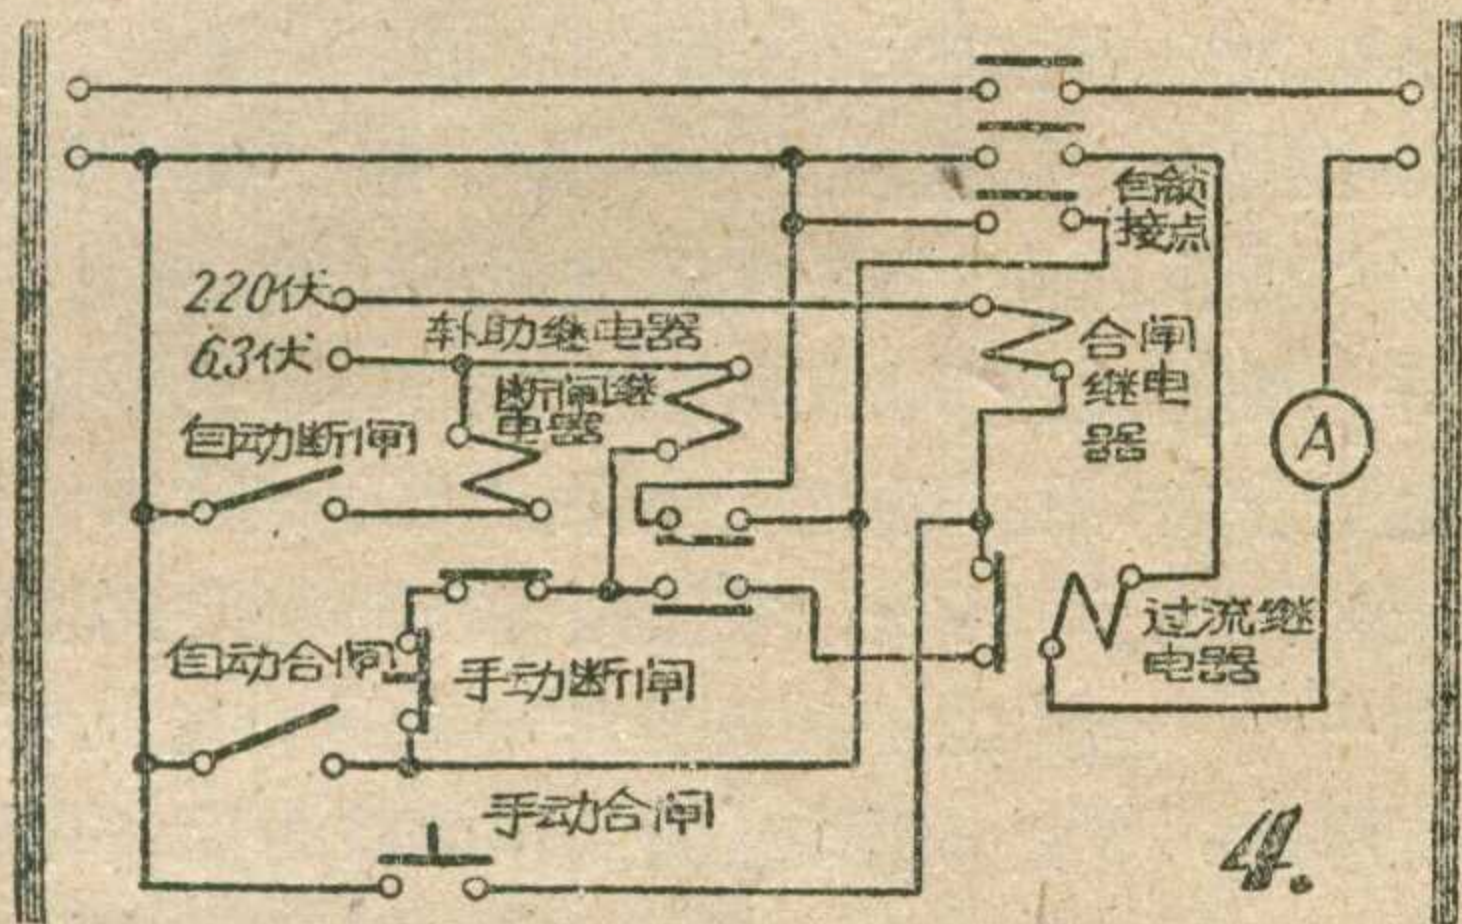 自锁
接点
220伏
6.3伏
轴助继电器
断闸继
电器
自动断闸
合闸
继电
器
A
自动合闸
手动断闸
过流继
电器
手动合闸
4.